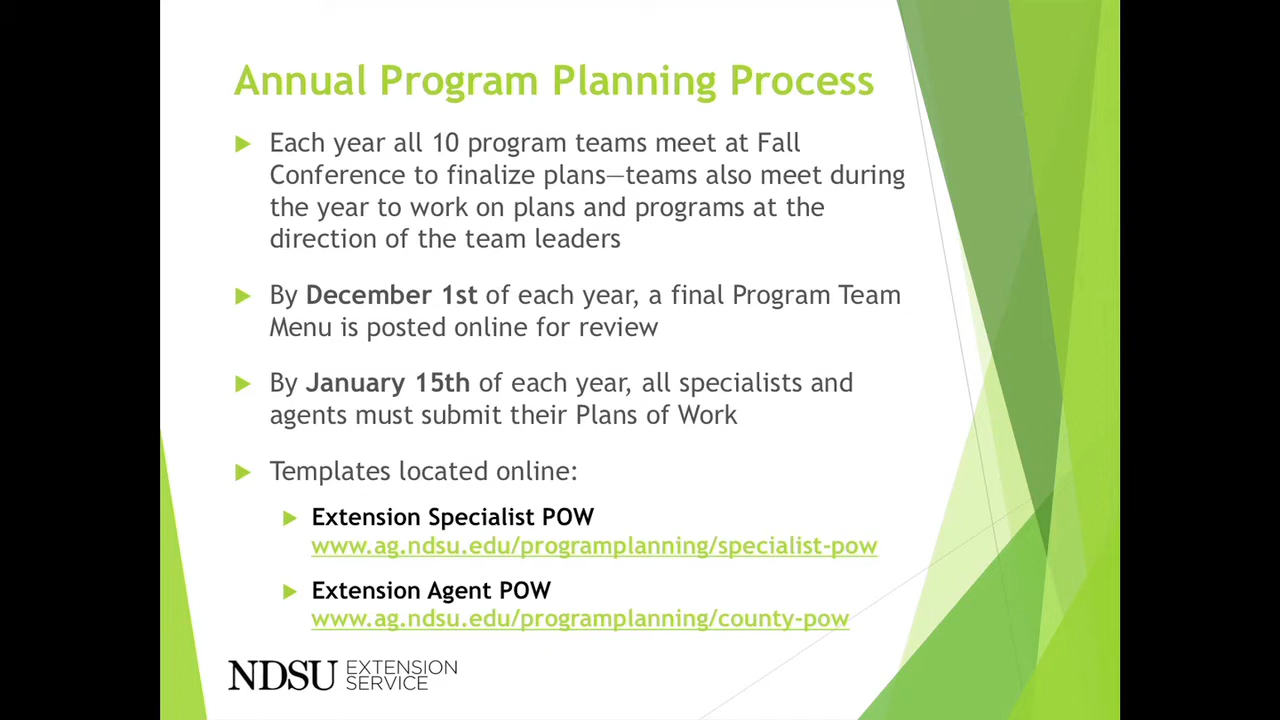 Annual Program Planning Process
Each year all 10 program teams meet at Fall
Conference to finalize plans—teams also meet during
the year to work on plans and programs at the
direction of the team leaders
By December 1st of each year, a final Program Team
Menu is posted online for review
By January 15th of each year, all specialists and
agents must submit their Plans of Work
Templates located online:
Extension Specialist POW
www.ag.ndsu.edu/programplanning/specialist-pow
Extension Agent POW
www.ag.ndsu.edu/programplanning/county-pow
NDSU EXTENSION
SERVICE